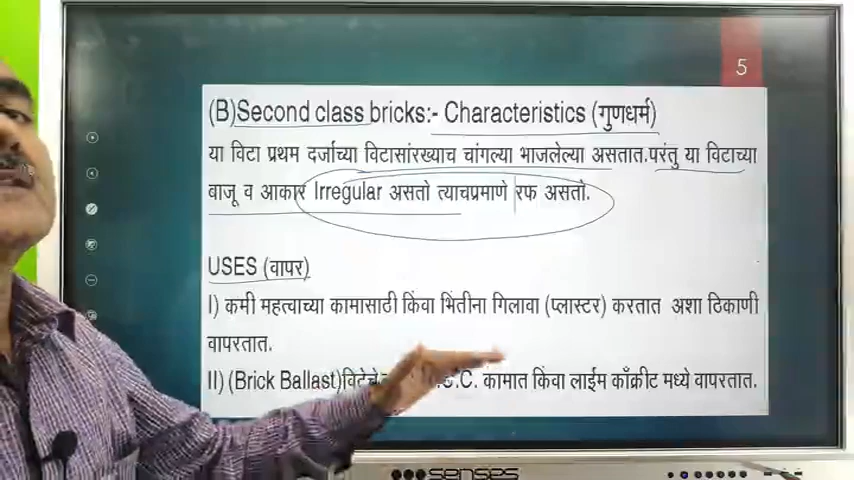 5
(B)Second class bricks:- Characteristics (गुणधर्म)
या विटा प्रथम दर्जाच्या विटासांरख्याच चांगल्या भाजलेल्या असतात.परंतु या विटाच्या
बाजू व आकार Irregular असतो त्याचप्रमाणे रफ असतो.
USES (वापर)
I) कमी महत्वाच्या कामासाठी किंवा भिंतीना गिलावा (प्लास्टर) करतात अशा ठिकाणी
वापरतात.
II) (Brick Ballast)विटेचे .C. कामात किंवा लाईम काँक्रीट मध्ये वापरतात.
senses